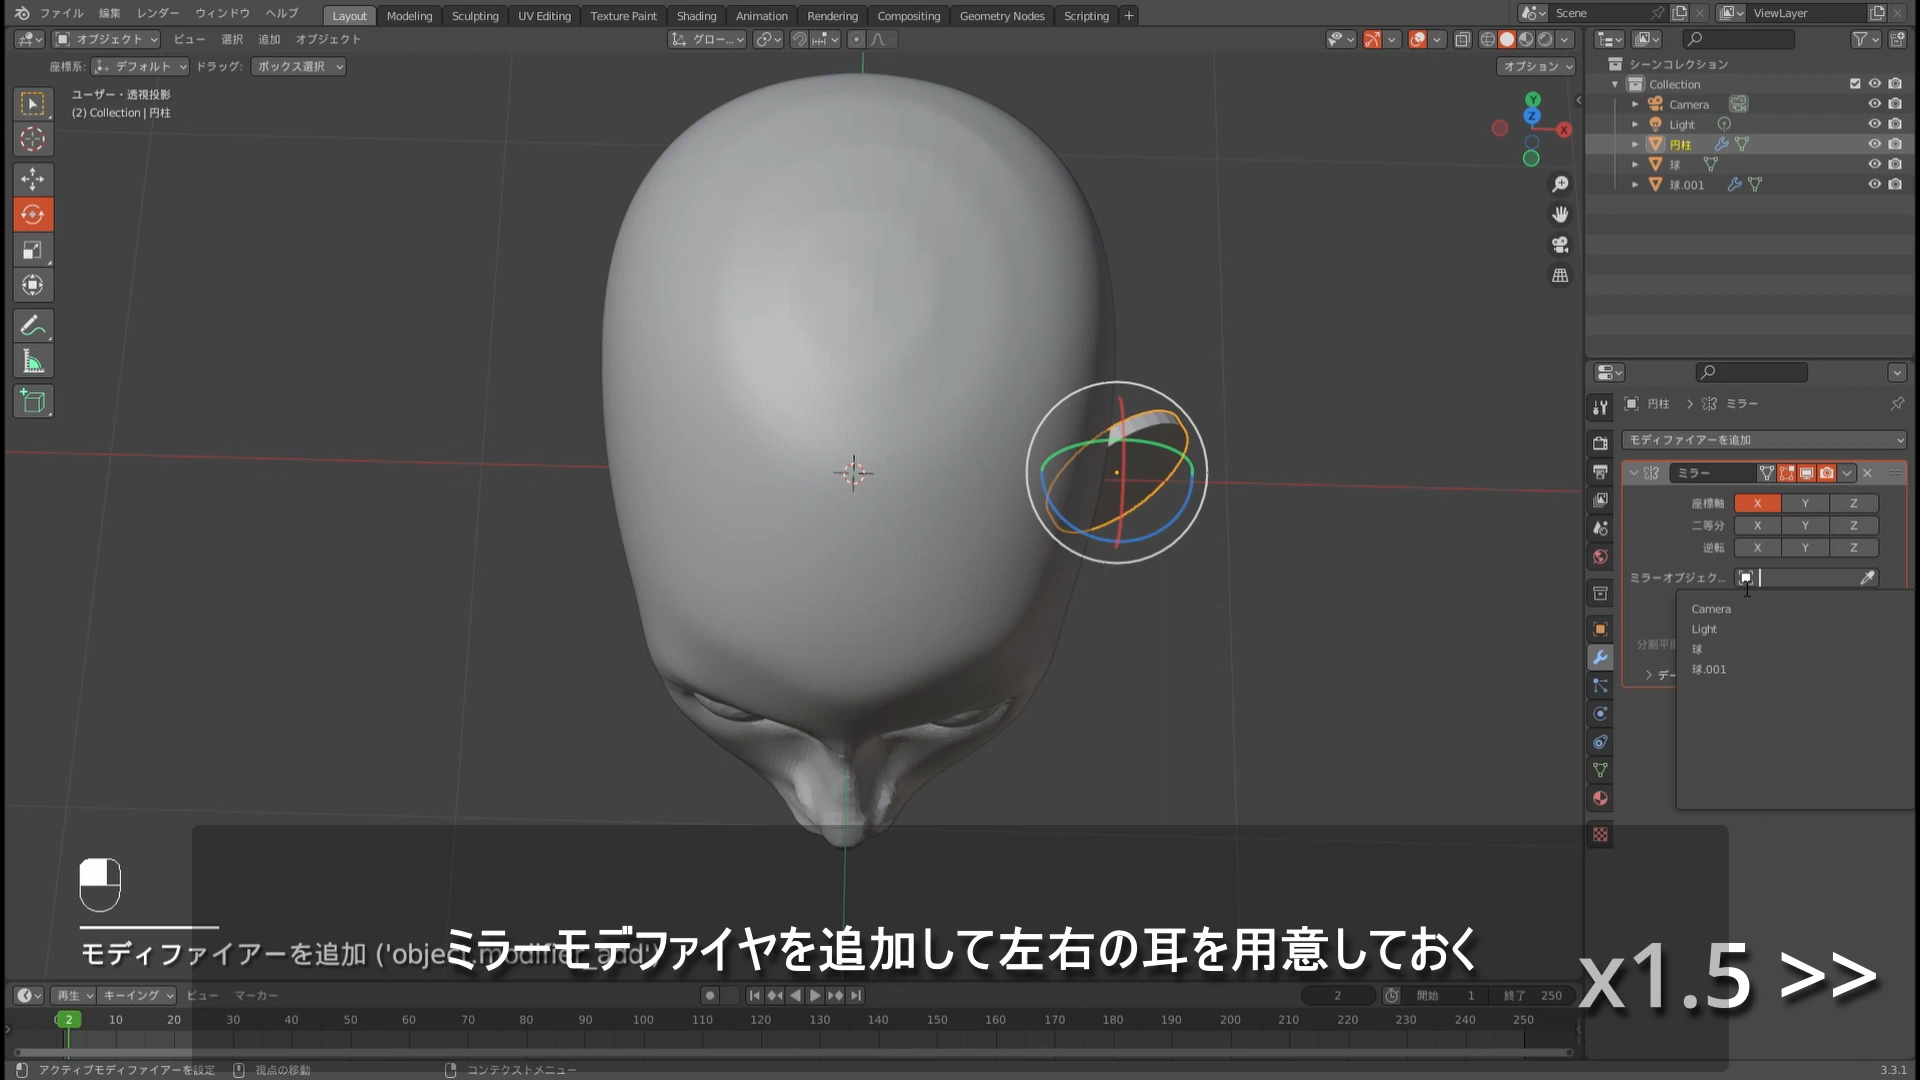 ファイル 編集 レンダー ウィンドウ ヘルプ Layout Modeling Sculpting UV Editing Texture Paint Shading Animation Rendering Compositing Geometry Nodes Scripting + Scene ViewLayer
オブジェクト ビュー 選択 追加 オブジェクト グロー...
座標系: デフォルト ドラッグ: ボックス選択 オプション
ユーザー・透視投影
(2) Collection | 円柱
Y
Z
X
シーンコレクション
Collection
Camera
Light
円柱
球
球.001
円柱 > ミラー
モディファイアーを追加
ミラー
座標軸 X Y Z
二等分 X Y Z
逆転 X Y Z
ミラーオブジェク...
Camera
Light
球
球.001
分割平
デー
モディファイアーを追加 ('object.modifier_add')
ミラーモデファイヤを追加して左右の耳を用意しておく
x1.5 >>
再生 キーイング ビュー マーカー 2 開始 1 終了 250
2 10 20 30 40 50 60 70 80 90 100 110 120 130 140 150 160 170 180 190 200 210 220 230 240 250
アクティブモディファイアーを設定 視点の移動 コンテクストメニュー 3.3.1